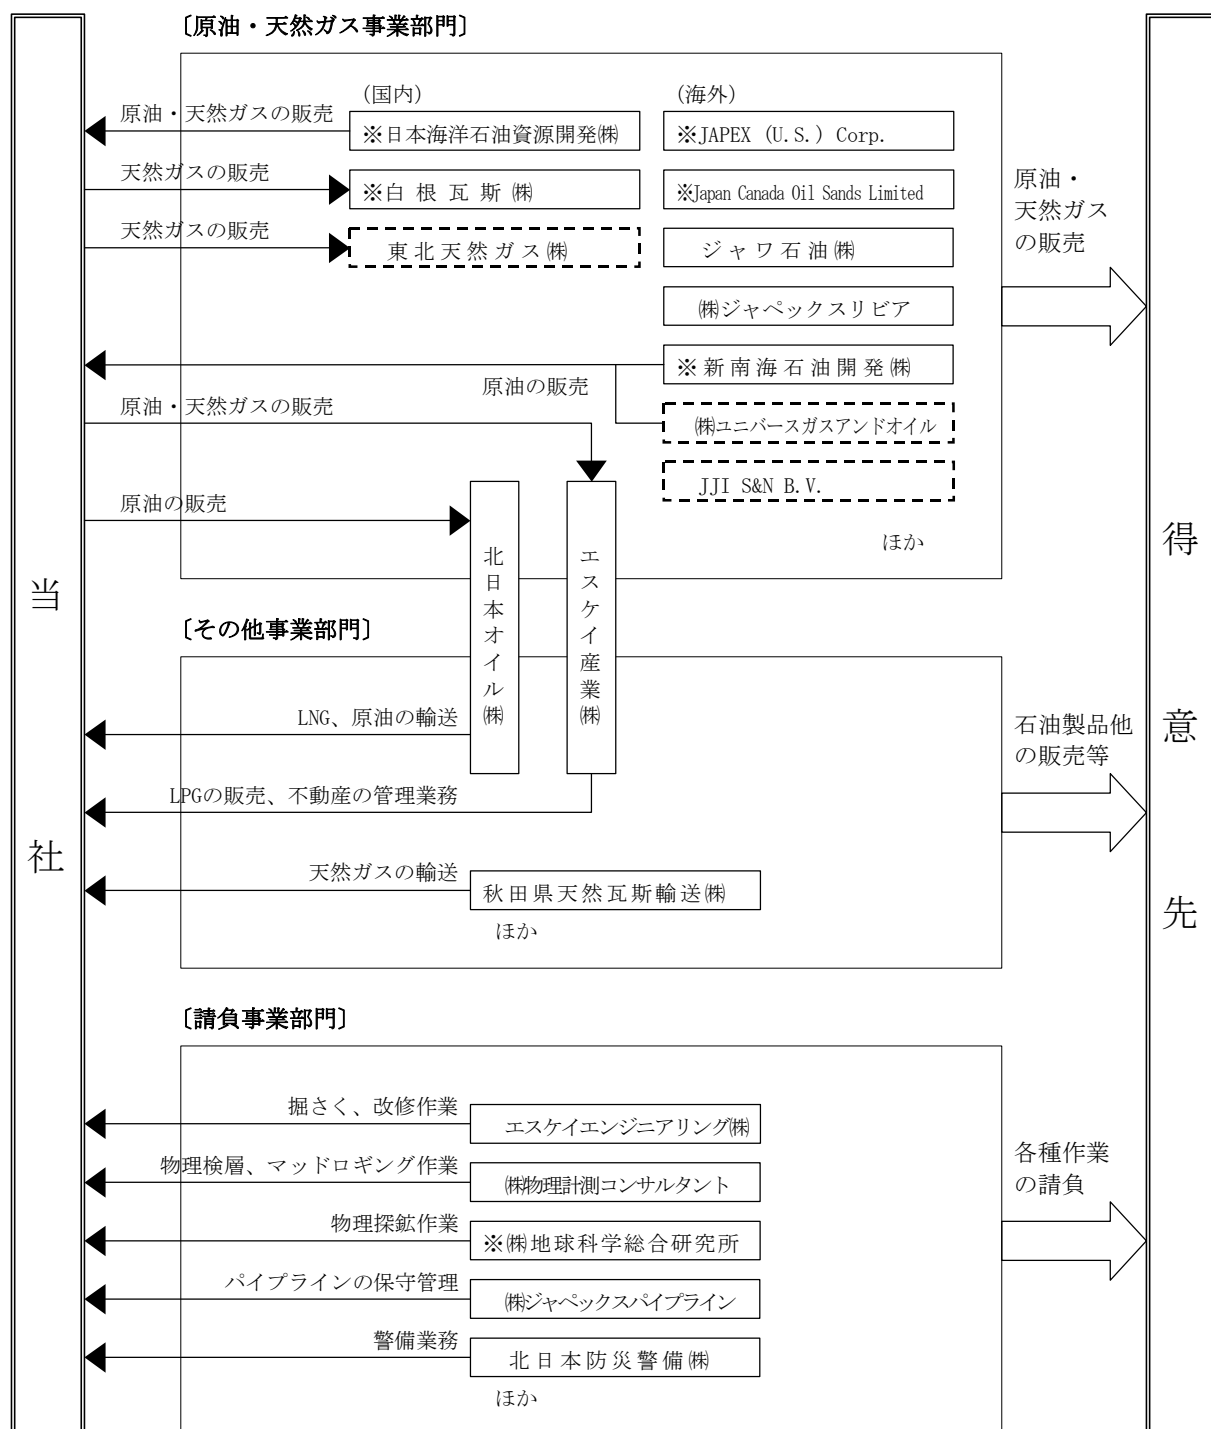 〔原油・天然ガス事業部門〕
(国内)
(海外)
原油・天然ガスの販売
※日本海洋石油資源開発㈱
※JAPEX (U.S.) Corp.
天然ガスの販売
※白根瓦斯㈱
※Japan Canada Oil Sands Limited
原油・
天然ガス
の販売
天然ガスの販売
東北天然ガス㈱
ジャワ石油㈱
㈱ジャペックスリビア
※新南海石油開発㈱
原油の販売
原油・天然ガスの販売
㈱ユニバースガスアンドオイル
JJI S&N B.V.
原油の販売
ほか
北日本オイル㈱
エスケイ産業㈱
当社
得意先
〔その他事業部門〕
LNG、原油の輸送
石油製品他
の販売等
LPGの販売、不動産の管理業務
天然ガスの輸送
秋田県天然瓦斯輸送㈱
ほか
〔請負事業部門〕
掘さく、改修作業
エスケイエンジニアリング㈱
物理検層、マッドロギング作業
㈱物理計測コンサルタント
各種作業
の請負
物理探鉱作業
※㈱地球科学総合研究所
パイプラインの保守管理
㈱ジャペックスパイプライン
警備業務
北日本防災警備㈱
ほか